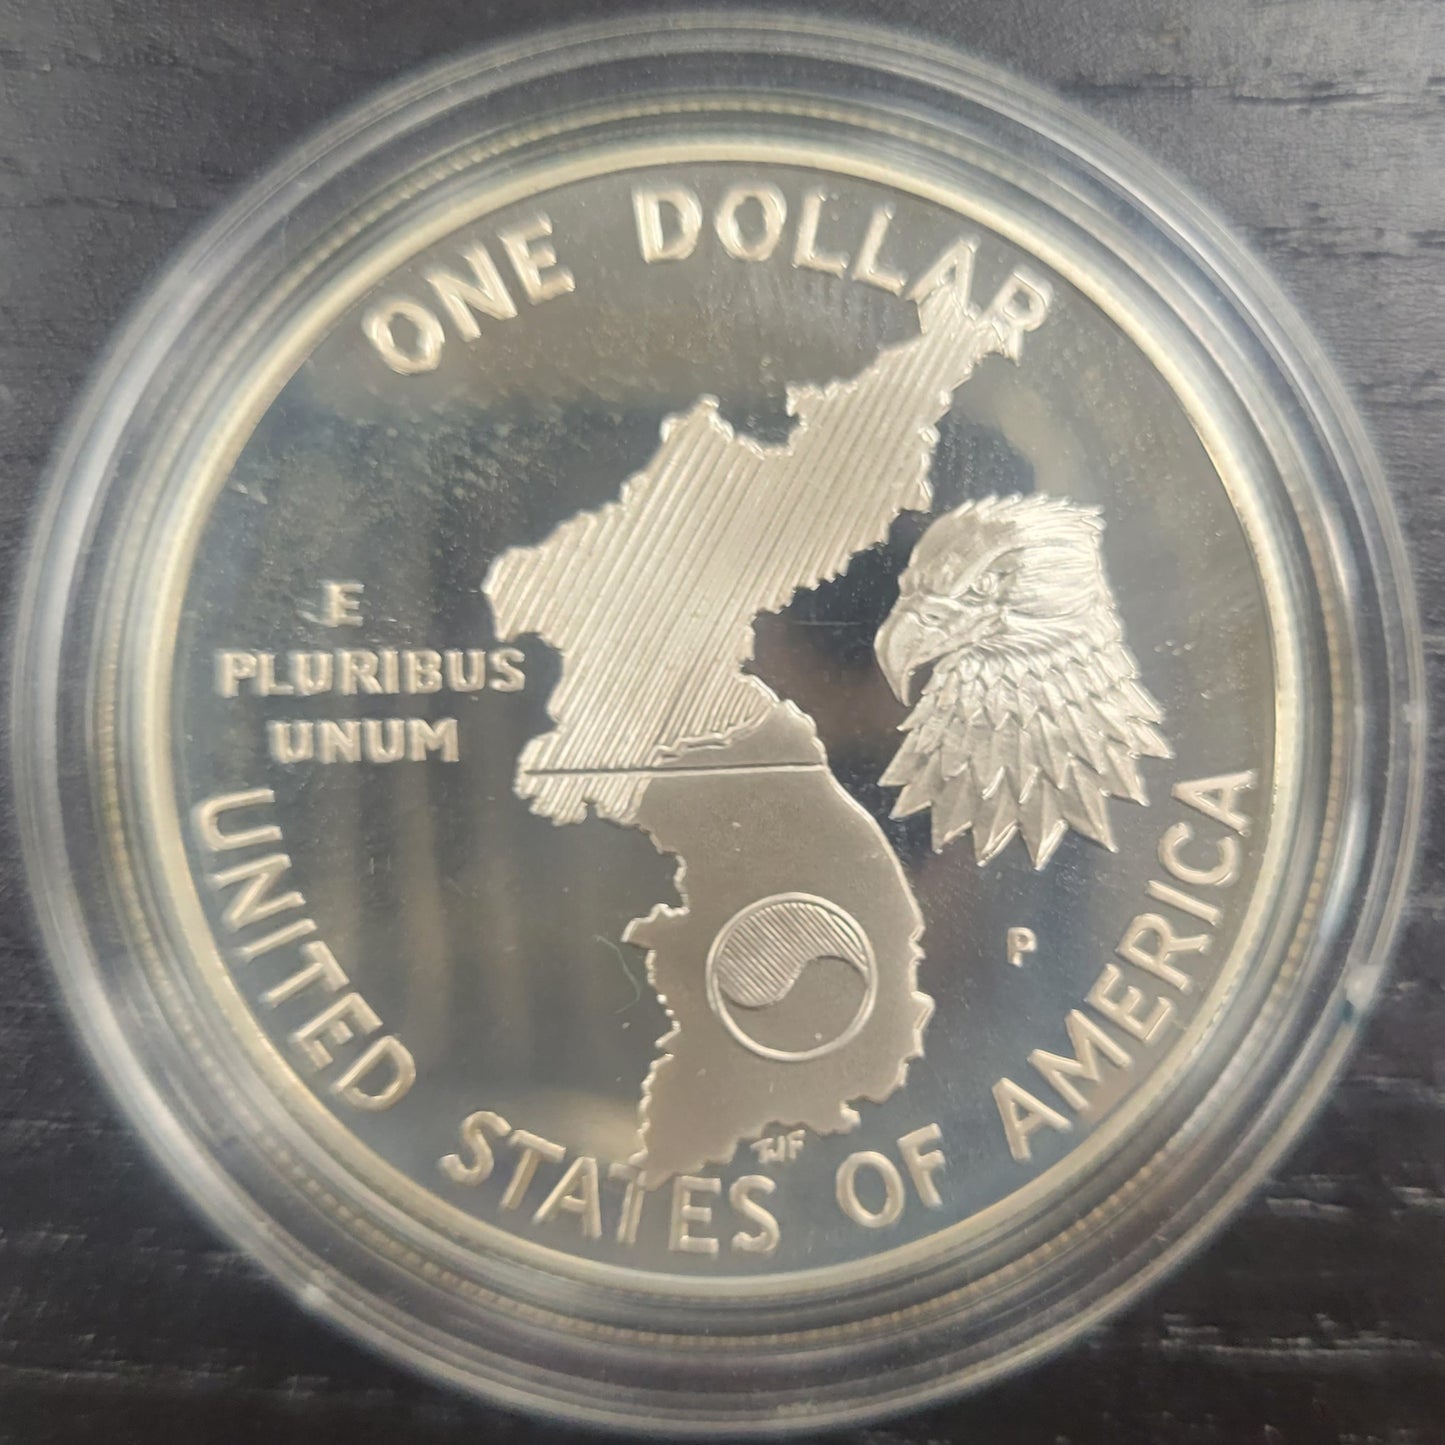 ONE DOLLAR
E
PLURIBUS
UNUM
P
TJF
UNITED STATES OF AMERICA